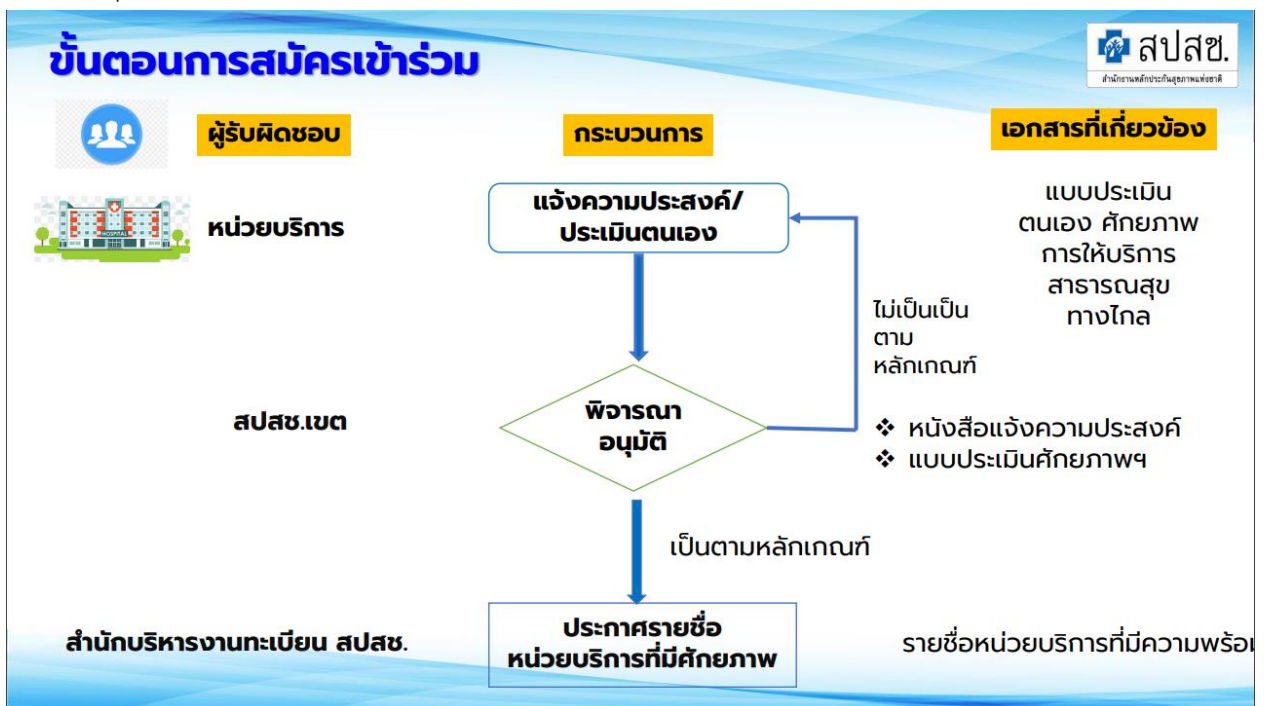 ขั้นตอนการสมัครเข้าร่วม
สปสช.
สำนักงานหลักประกันสุขภาพแห่งชาติ
ผู้รับผิดชอบ
กระบวนการ
เอกสารที่เกี่ยวข้อง
หน่วยบริการ
HOSPITAL
แจ้งความประสงค์/
ประเมินตนเอง
แบบประเมิน
ตนเอง ศักยภาพ
การให้บริการ
สาธารณสุข
ทางไกล
ไม่เป็นเป็น
ตาม
หลักเกณฑ์
สปสช.เขต
พิจารณา
อนุมัติ
❖ หนังสือแจ้งความประสงค์
❖ แบบประเมินศักยภาพฯ
เป็นตามหลักเกณฑ์
สำนักบริหารงานทะเบียน สปสช.
ประกาศรายชื่อ
หน่วยบริการที่มีศักยภาพ
รายชื่อหน่วยบริการที่มีความพร้อ